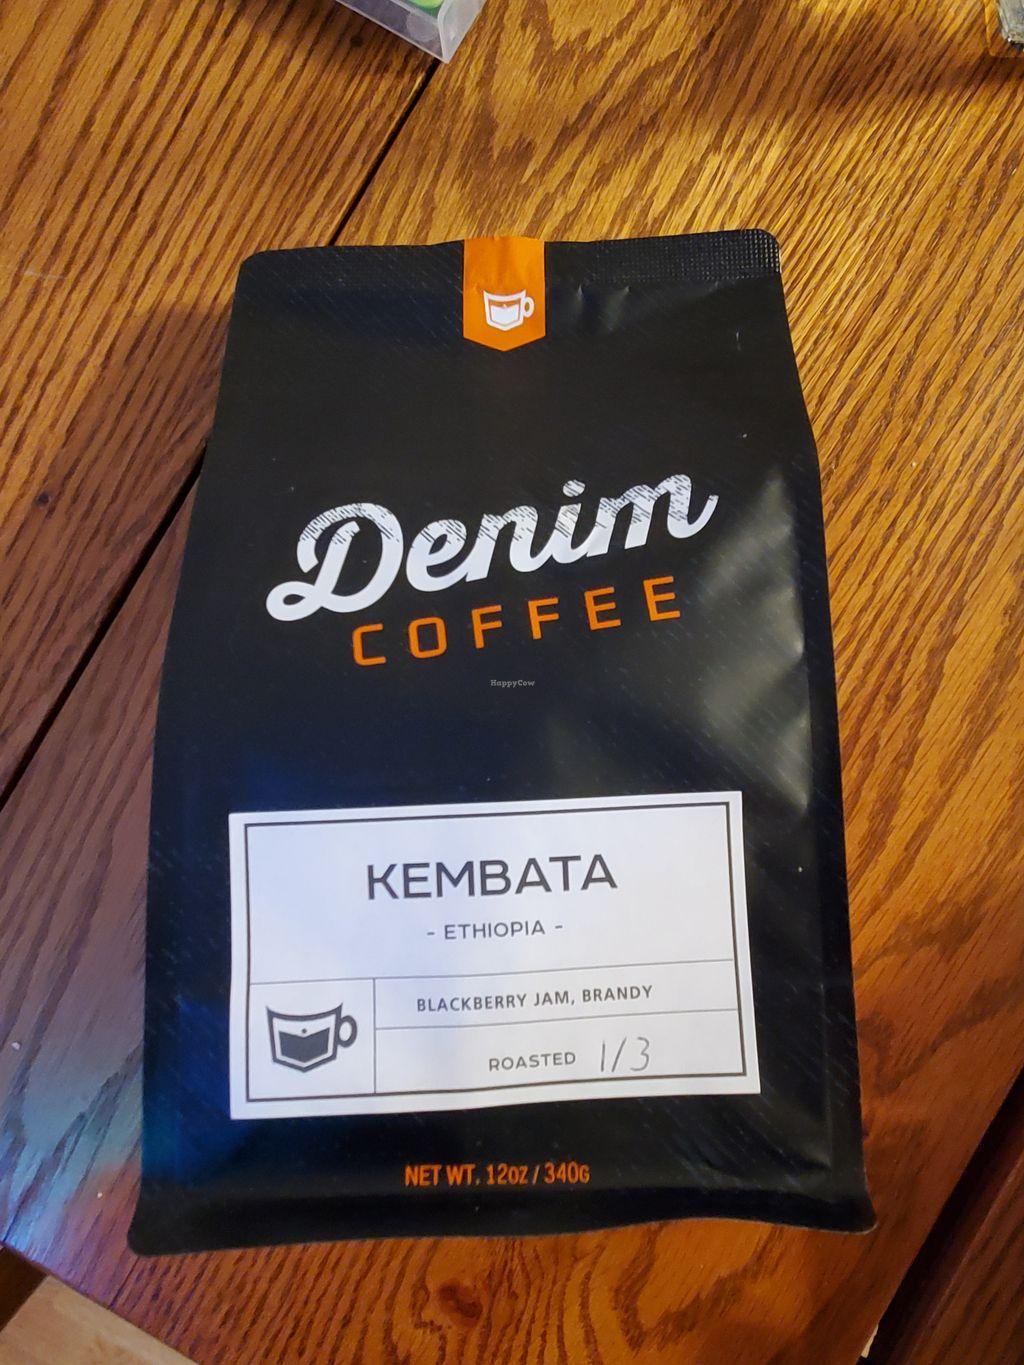 Denim
COFFEE
HappyCow
KEMBATA
- ETHIOPIA -
BLACKBERRY JAM, BRANDY
ROASTED 1/3
NET WT. 12OZ / 340G